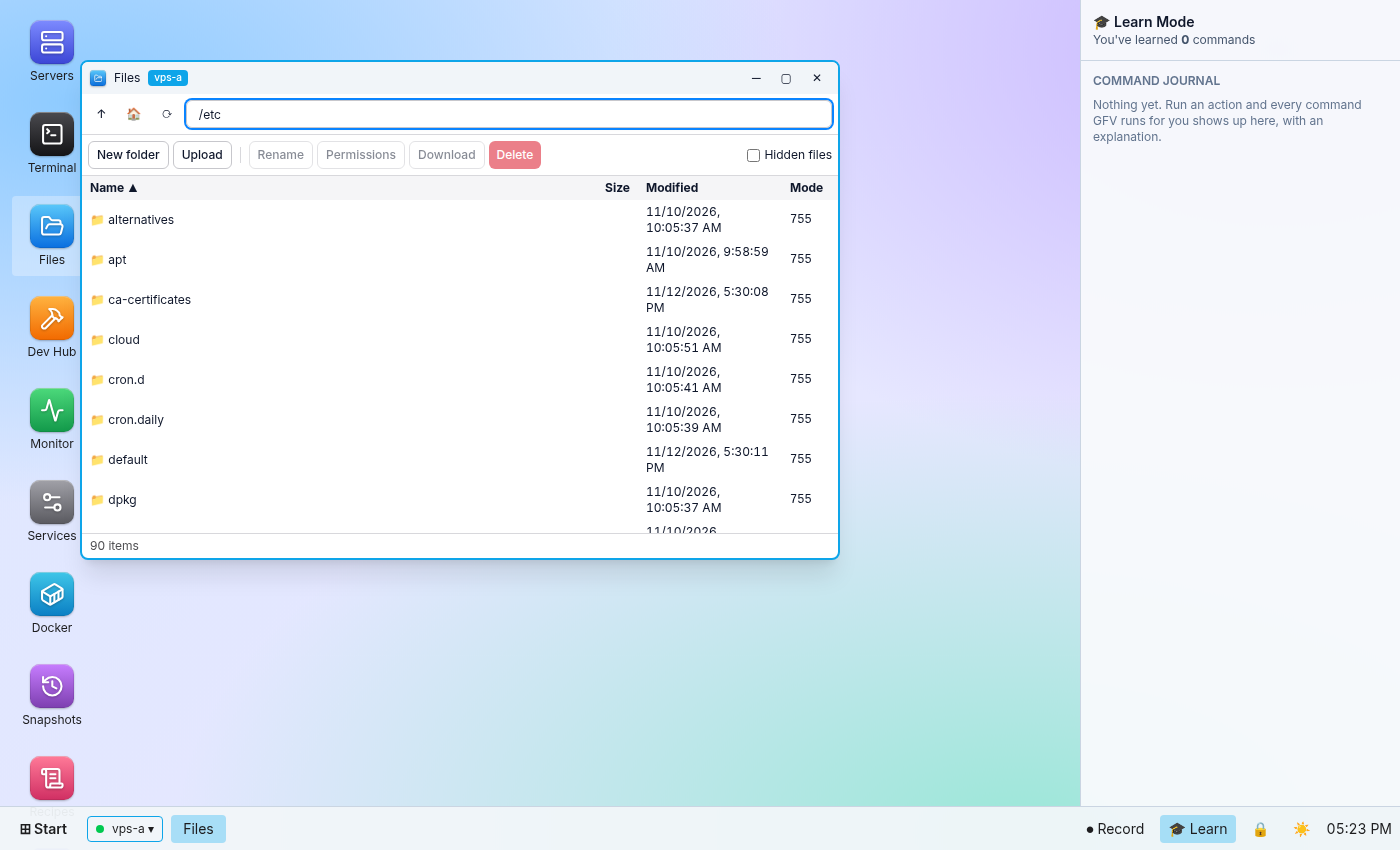 Servers
Terminal
Files
Dev Hub
Monitor
Services
Docker
Snapshots
Recipes
Files vps-a
/etc
New folder Upload Rename Permissions Download Delete Hidden files
Name ▲ Size Modified Mode
alternatives 11/10/2026, 10:05:37 AM 755
apt 11/10/2026, 9:58:59 AM 755
ca-certificates 11/12/2026, 5:30:08 PM 755
cloud 11/10/2026, 10:05:51 AM 755
cron.d 11/10/2026, 10:05:41 AM 755
cron.daily 11/10/2026, 10:05:39 AM 755
default 11/12/2026, 5:30:11 PM 755
dpkg 11/10/2026, 10:05:37 AM 755
11/10/2026,
90 items
🎓 Learn Mode
You've learned 0 commands
COMMAND JOURNAL
Nothing yet. Run an action and every command
GFV runs for you shows up here, with an
explanation.
Start vps-a ▾ Files ● Record 🎓 Learn 05:23 PM